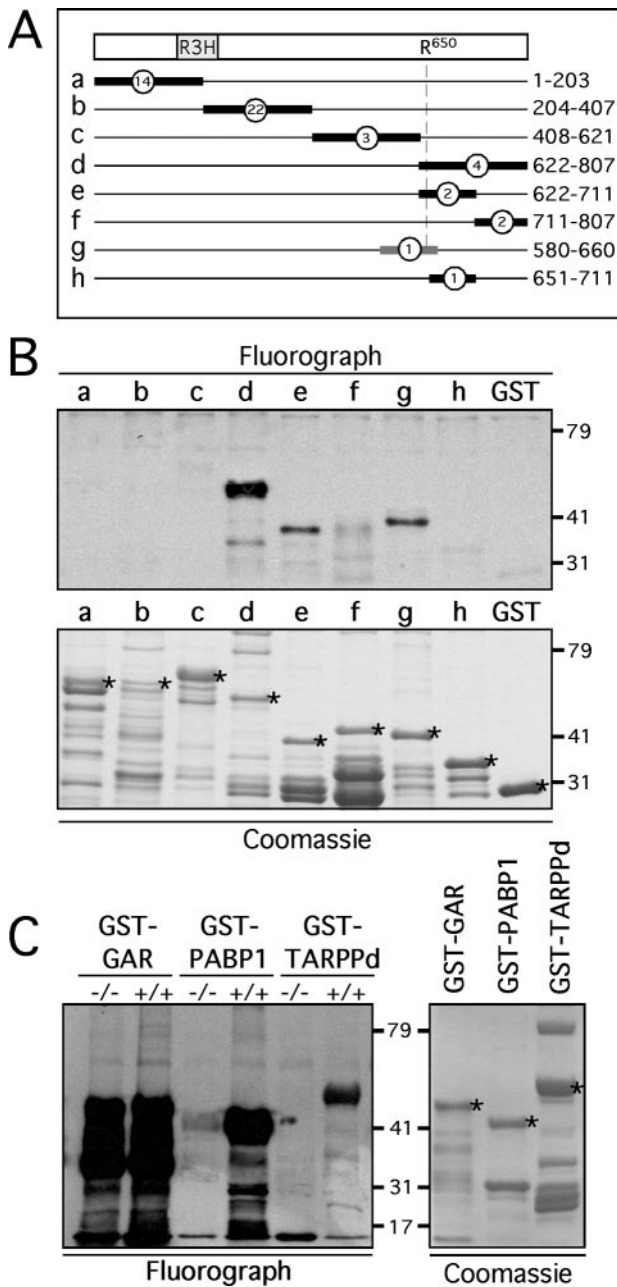 A
R3H R650
a 14 1-203
b 22 204-407
c 3 408-621
d 4 622-807
e 2 622-711
f 2 711-807
g 1 580-660
h 1 651-711
B
Fluorograph
a b c d e f g h GST
79
41
31
a b c d e f g h GST
79
* * * *
41
* * * *
31
*
Coomassie
C
GST-GAR GST-PABP1 GST-TARPPd
-/- +/+ -/- +/+ -/- +/+
GST-GAR GST-PABP1 GST-TARPPd
79
* * *
41
31
17
Fluorograph Coomassie